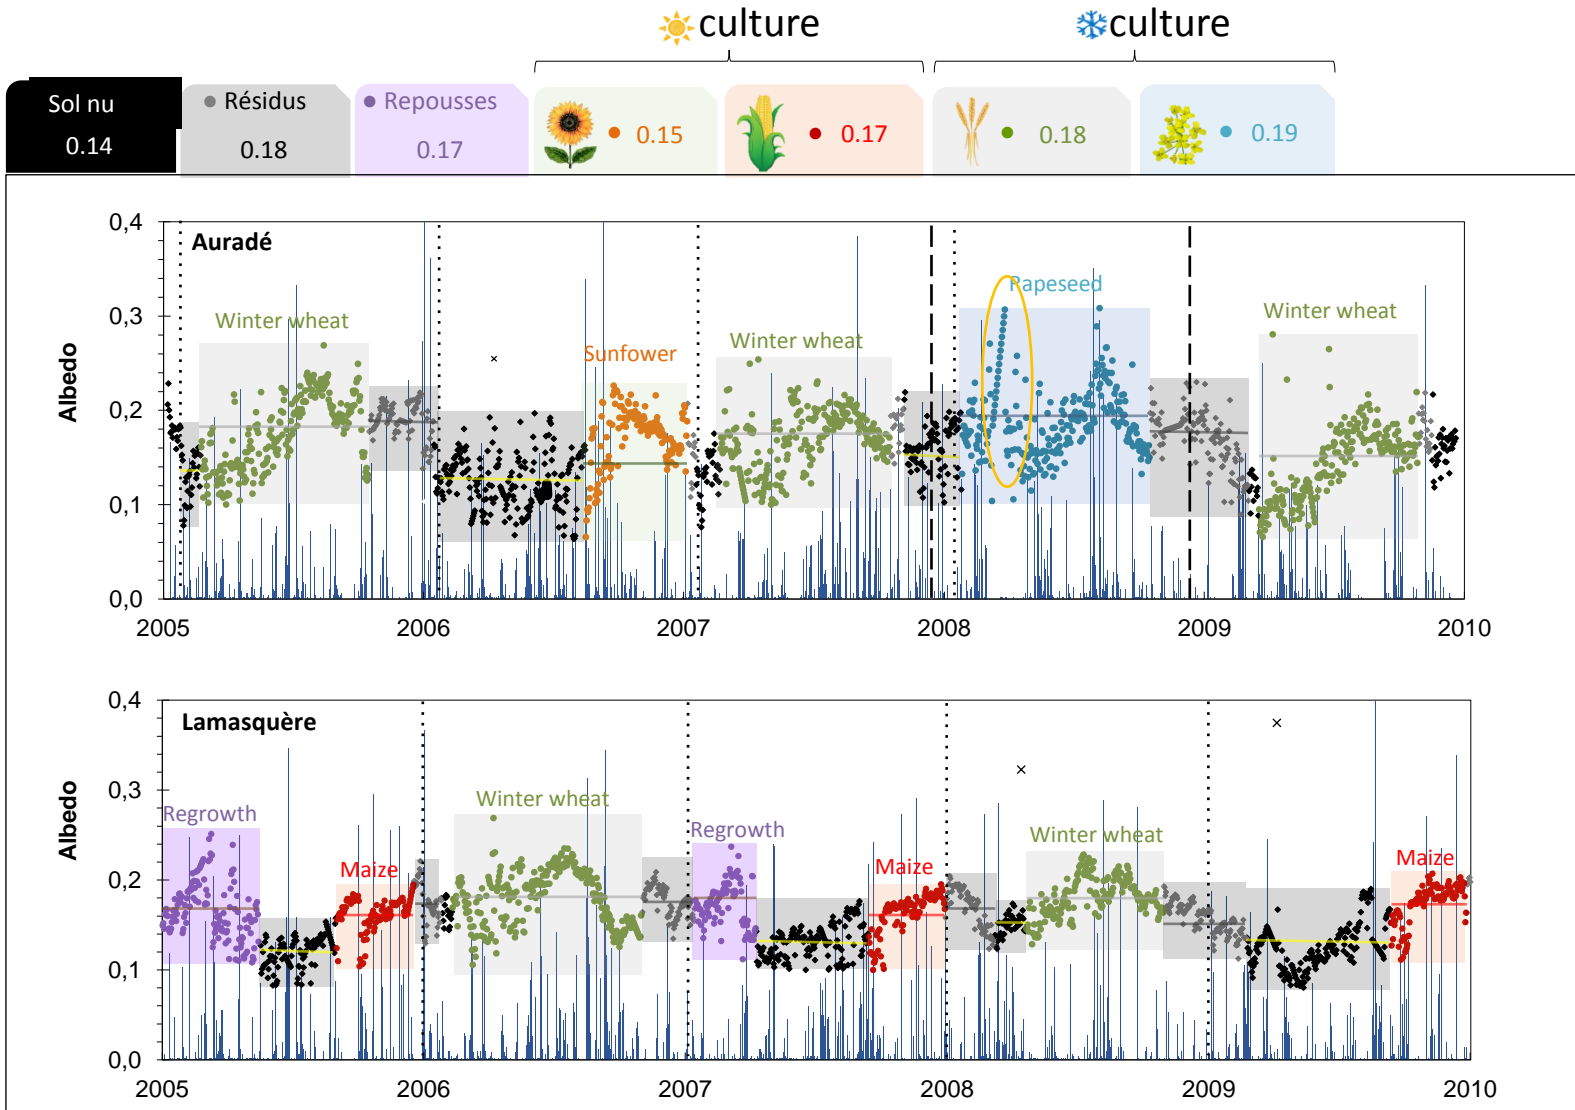 culture culture
Sol nu
0.14
Résidus
0.18
Repousses
0.17
0.15
0.17
0.18
0.19
Albedo
0,4
0,3
0,2
0,1
0,0
Auradé
Winter wheat
Sunfower
Winter wheat
Rapeseed
Winter wheat
2005 2006 2007 2008 2009 2010
Albedo
0,4
0,3
0,2
0,1
0,0
Lamasquère
Regrowth
Maize
Winter wheat
Regrowth
Maize
Winter wheat
Maize
2005 2006 2007 2008 2009 2010